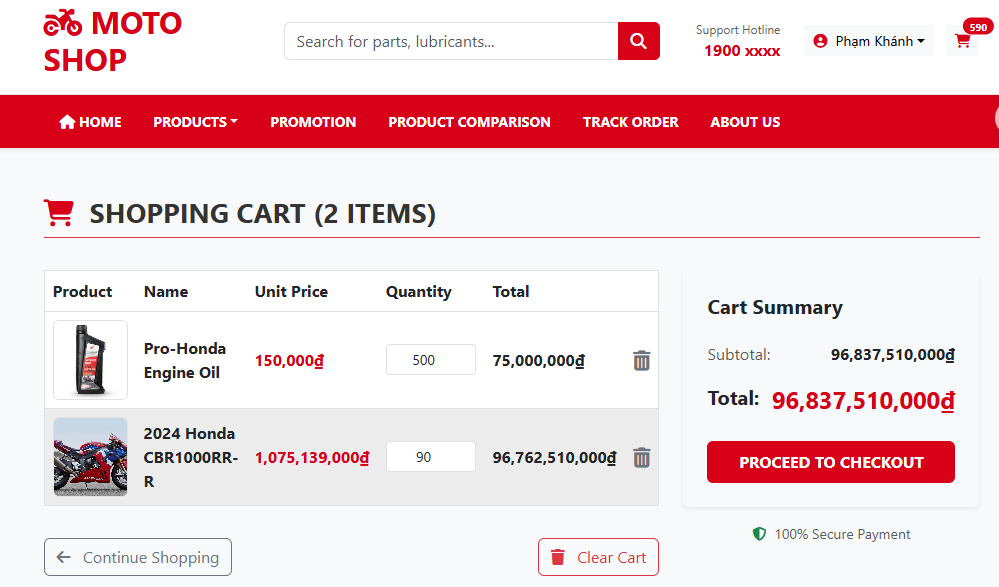 MOTO
SHOP
Search for parts, lubricants...
Support Hotline
1900 xxxx
Phạm Khánh
590
HOME
PRODUCTS
PROMOTION
PRODUCT COMPARISON
TRACK ORDER
ABOUT US
SHOPPING CART (2 ITEMS)
Product Name Unit Price Quantity Total
Pro-Honda
Engine Oil
150,000₫
500
75,000,000₫
2024 Honda
CBR1000RR-
R
1,075,139,000₫
90
96,762,510,000₫
Continue Shopping
Clear Cart
Cart Summary
Subtotal: 96,837,510,000₫
Total: 96,837,510,000₫
PROCEED TO CHECKOUT
100% Secure Payment